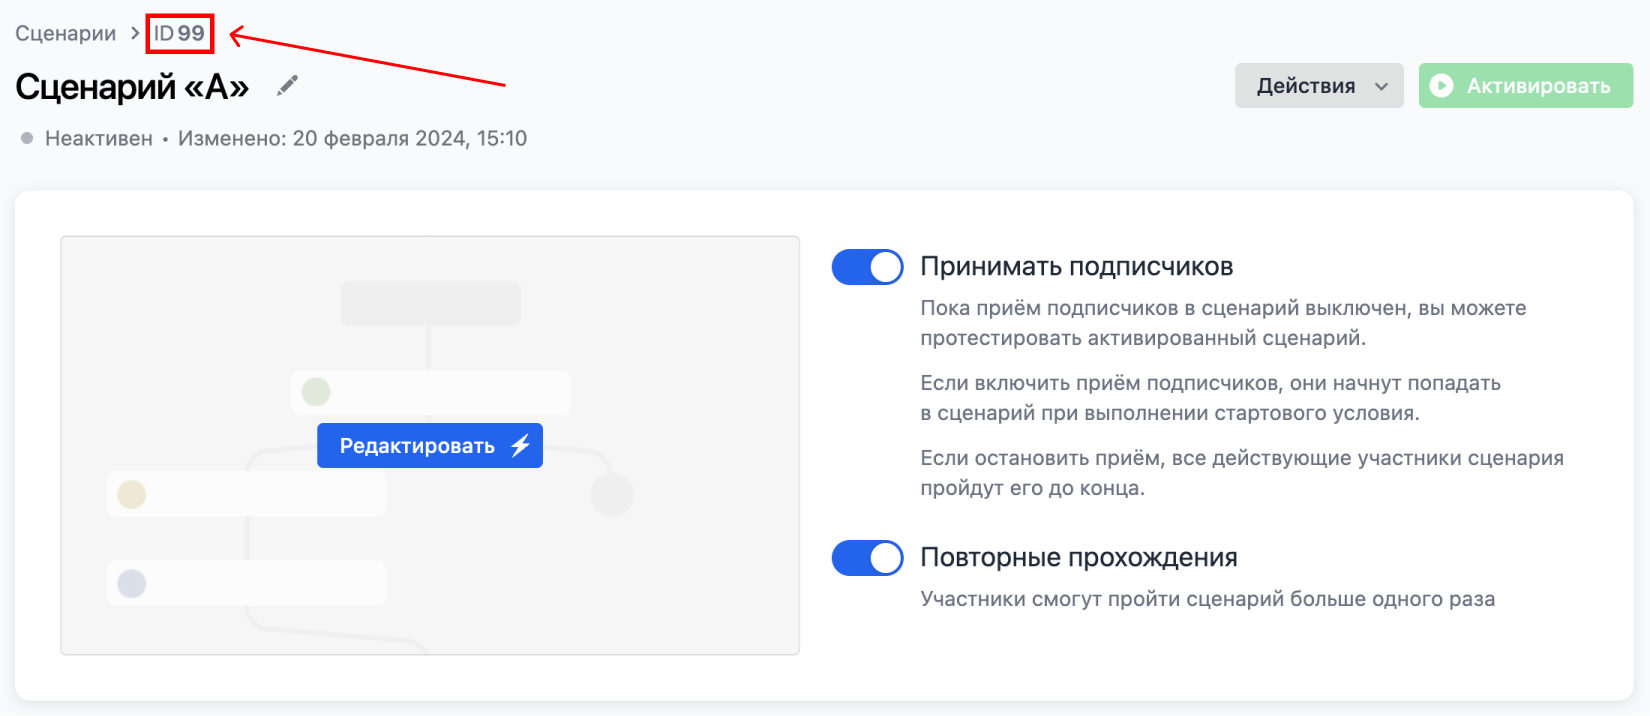 Сценарии > ID 99
Сценарий «А»
Действия
Активировать
Неактивен • Изменено: 20 февраля 2024, 15:10
Редактировать
Принимать подписчиков
Пока приём подписчиков в сценарий выключен, вы можете
протестировать активированный сценарий.
Если включить приём подписчиков, они начнут попадать
в сценарий при выполнении стартового условия.
Если остановить приём, все действующие участники сценария
пройдут его до конца.
Повторные прохождения
Участники смогут пройти сценарий больше одного раза